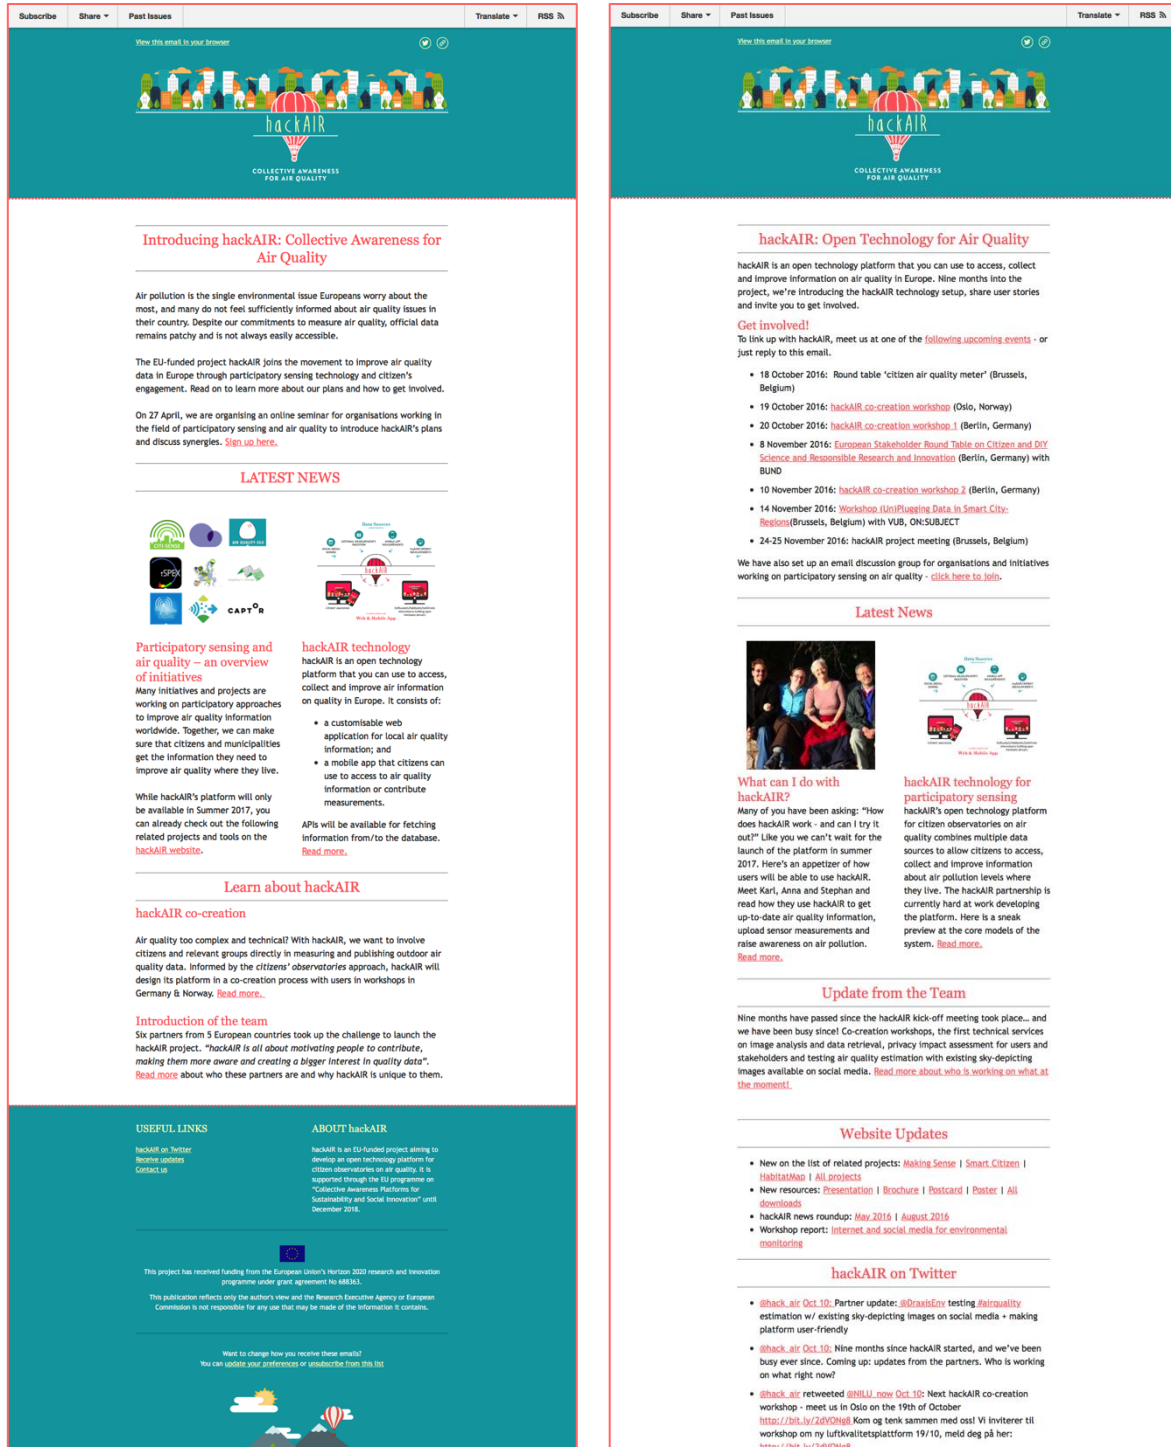 Subscribe Share Past Issues Translate RSS
View this email in your browser
hackAIR
COLLECTIVE AWARENESS
FOR AIR QUALITY
Introducing hackAIR: Collective Awareness for
Air Quality
Air pollution is the single environmental issue Europeans worry about the
most, and many do not feel sufficiently informed about air quality issues in
their country. Despite our commitments to measure air quality, official data
remains patchy and is not always easily accessible.
The EU-funded project hackAIR joins the movement to improve air quality
data in Europe through participatory sensing technology and citizen's
engagement. Read on to learn more about our plans and how to get involved.
On 27 April, we are organising an online seminar for organisations working in
the field of participatory sensing and air quality to introduce hackAIR's plans
and discuss synergies. Sign up here.
LATEST NEWS
CITI-SENSE
AIR QUALITY EGG
iSPEX
CAPTOR
Data Sources
hackAIR
Web & Mobile App
Participatory sensing and
air quality – an overview
of initiatives
Many initiatives and projects are
working on participatory approaches
to improve air quality information
worldwide. Together, we can make
sure that citizens and municipalities
get the information they need to
improve air quality where they live.
While hackAIR's platform will only
be available in Summer 2017, you
can already check out the following
related projects and tools on the
hackAIR website.
hackAIR technology
hackAIR is an open technology
platform that you can use to access,
collect and improve air information
on quality in Europe. It consists of:
• a customisable web
application for local air quality
information; and
• a mobile app that citizens can
use to access to air quality
information or contribute
measurements.
APIs will be available for fetching
information from/to the database.
Read more.
Learn about hackAIR
hackAIR co-creation
Air quality too complex and technical? With hackAIR, we want to involve
citizens and relevant groups directly in measuring and publishing outdoor air
quality data. Informed by the citizens' observatories approach, hackAIR will
design its platform in a co-creation process with users in workshops in
Germany & Norway. Read more.
Introduction of the team
Six partners from 5 European countries took up the challenge to launch the
hackAIR project. "hackAIR is all about motivating people to contribute,
making them more aware and creating a bigger interest in quality data".
Read more about who these partners are and why hackAIR is unique to them.
USEFUL LINKS
hackAIR on Twitter
Receive updates
Contact us
ABOUT hackAIR
hackAIR is an EU-funded project aiming to
develop an open technology platform for
citizen observatories on air quality. It is
supported through the EU programme on
"Collective Awareness Platforms for
Sustainability and Social Innovation" until
December 2018.
This project has received funding from the European Union's Horizon 2020 research and innovation
programme under grant agreement No 688363.
This publication reflects only the author's view and the Research Executive Agency or European
Commission is not responsible for any use that may be made of the information it contains.
Want to change how you receive these emails?
You can update your preferences or unsubscribe from this list
Subscribe Share Past Issues Translate RSS
View this email in your browser
hackAIR
COLLECTIVE AWARENESS
FOR AIR QUALITY
hackAIR: Open Technology for Air Quality
hackAIR is an open technology platform that you can use to access, collect
and improve information on air quality in Europe. Nine months into the
project, we're introducing the hackAIR technology setup, share user stories
and invite you to get involved.
Get involved!
To link up with hackAIR, meet us at one of the following upcoming events - or
just reply to this email.
• 18 October 2016: Round table 'citizen air quality meter' (Brussels,
Belgium)
• 19 October 2016: hackAIR co-creation workshop (Oslo, Norway)
• 20 October 2016: hackAIR co-creation workshop 1 (Berlin, Germany)
• 8 November 2016: European Stakeholder Round Table on Citizen and DIY
Science and Responsible Research and Innovation (Berlin, Germany) with
BUND
• 10 November 2016: hackAIR co-creation workshop 2 (Berlin, Germany)
• 14 November 2016: Workshop (Un)Plugging Data in Smart City-
Regions(Brussels, Belgium) with VUB, ON:SUBJECT
• 24-25 November 2016: hackAIR project meeting (Brussels, Belgium)
We have also set up an email discussion group for organisations and initiatives
working on participatory sensing on air quality - click here to join.
Latest News
Data Sources
hackAIR
Web & Mobile App
What can I do with
hackAIR?
Many of you have been asking: "How
does hackAIR work - and can I try it
out?" Like you we can't wait for the
launch of the platform in summer
2017. Here's an appetizer of how
users will be able to use hackAIR.
Meet Karl, Anna and Stephan and
read how they use hackAIR to get
up-to-date air quality information,
upload sensor measurements and
raise awareness on air pollution.
Read more.
hackAIR technology for
participatory sensing
hackAIR's open technology platform
for citizen observatories on air
quality combines multiple data
sources to allow citizens to access,
collect and improve information
about air pollution levels where
they live. The hackAIR partnership is
currently hard at work developing
the platform. Here is a sneak
preview at the core models of the
system. Read more.
Update from the Team
Nine months have passed since the hackAIR kick-off meeting took place… and
we have been busy since! Co-creation workshops, the first technical services
on image analysis and data retrieval, privacy impact assessment for users and
stakeholders and testing air quality estimation with existing sky-depicting
images available on social media. Read more about who is working on what at
the moment!
Website Updates
• New on the list of related projects: Making Sense | Smart Citizen |
HabitatMap | All projects
• New resources: Presentation | Brochure | Postcard | Poster | All
downloads
• hackAIR news roundup: May 2016 | August 2016
• Workshop report: Internet and social media for environmental
monitoring
hackAIR on Twitter
• @hack_air Oct 10: Partner update: @DraxisEnv testing #airquality
estimation w/ existing sky-depicting images on social media + making
platform user-friendly
• @hack_air Oct 10: Nine months since hackAIR started, and we've been
busy ever since. Coming up: updates from the partners. Who is working
on what right now?
• @hack_air retweeted @NILU_now Oct 10: Next hackAIR co-creation
workshop - meet us in Oslo on the 19th of October
http://bit.ly/2dVONg8 Kom og tenk sammen med oss! Vi inviterer til
workshop om ny luftkvalitetsplattform 19/10, meld deg på her:
http://bit.ly/2dVONg8